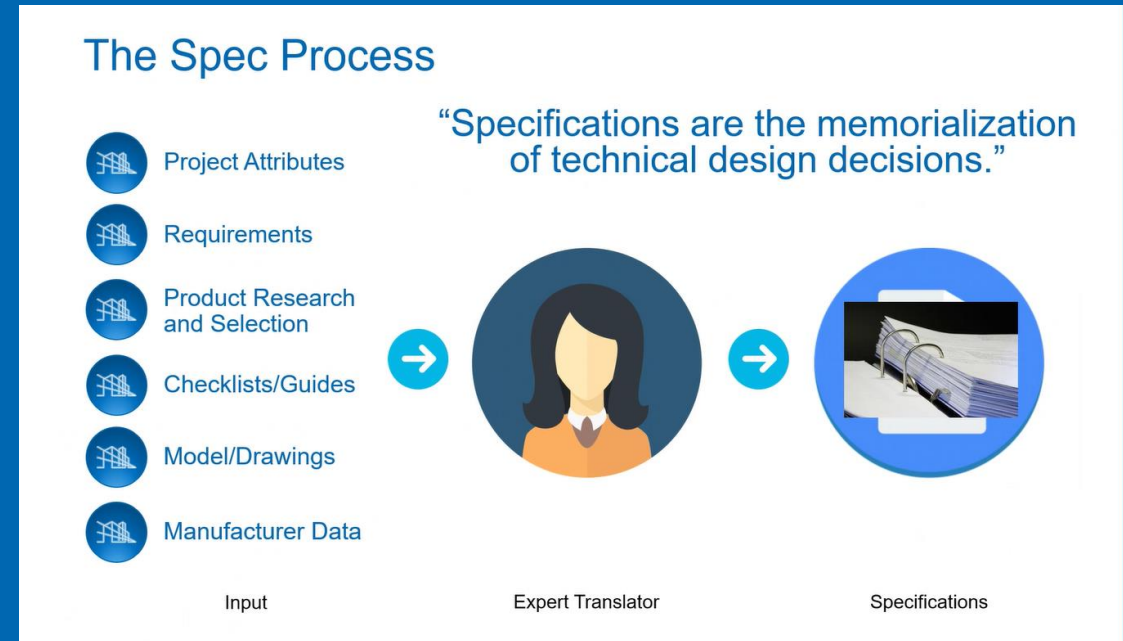 The Spec Process
“Specifications are the memorialization
of technical design decisions.”
Project Attributes
Requirements
Product Research
and Selection
Checklists/Guides
Model/Drawings
Manufacturer Data
Input
Expert Translator
Specifications